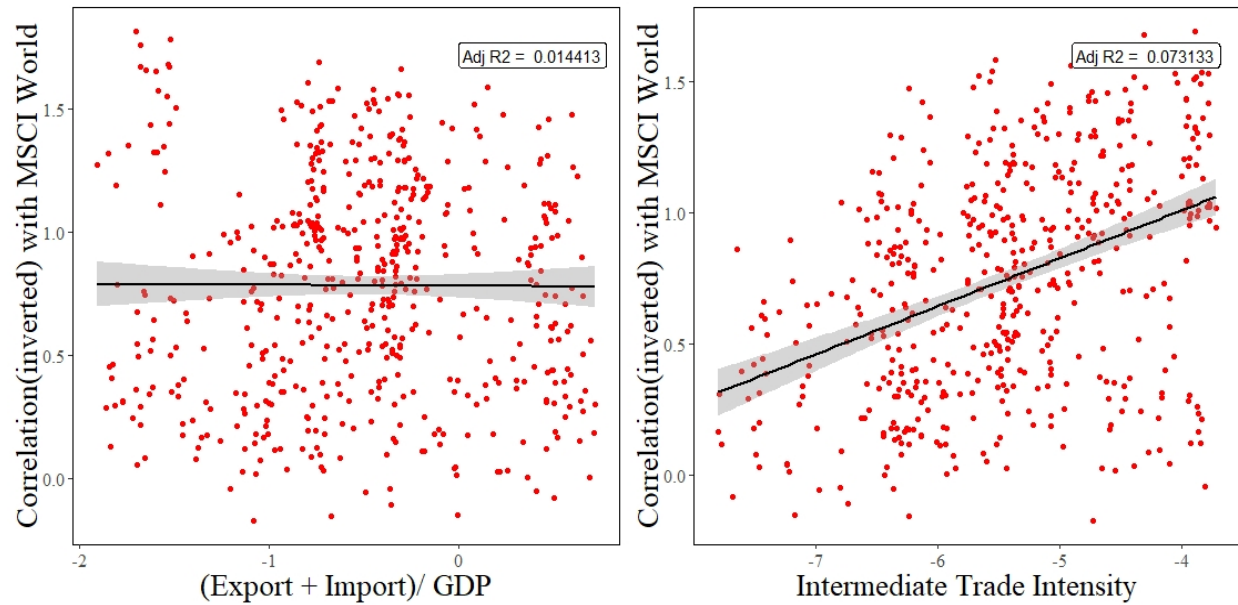 Correlation(inverted) with MSCI World
1.5
1.0
0.5
0.0
Adj R2 = 0.014413
-2
-1
0
(Export + Import)/ GDP
Correlation(inverted) with MSCI World
1.5
1.0
0.5
0.0
Adj R2 = 0.073133
-7
-6
-5
-4
Intermediate Trade Intensity